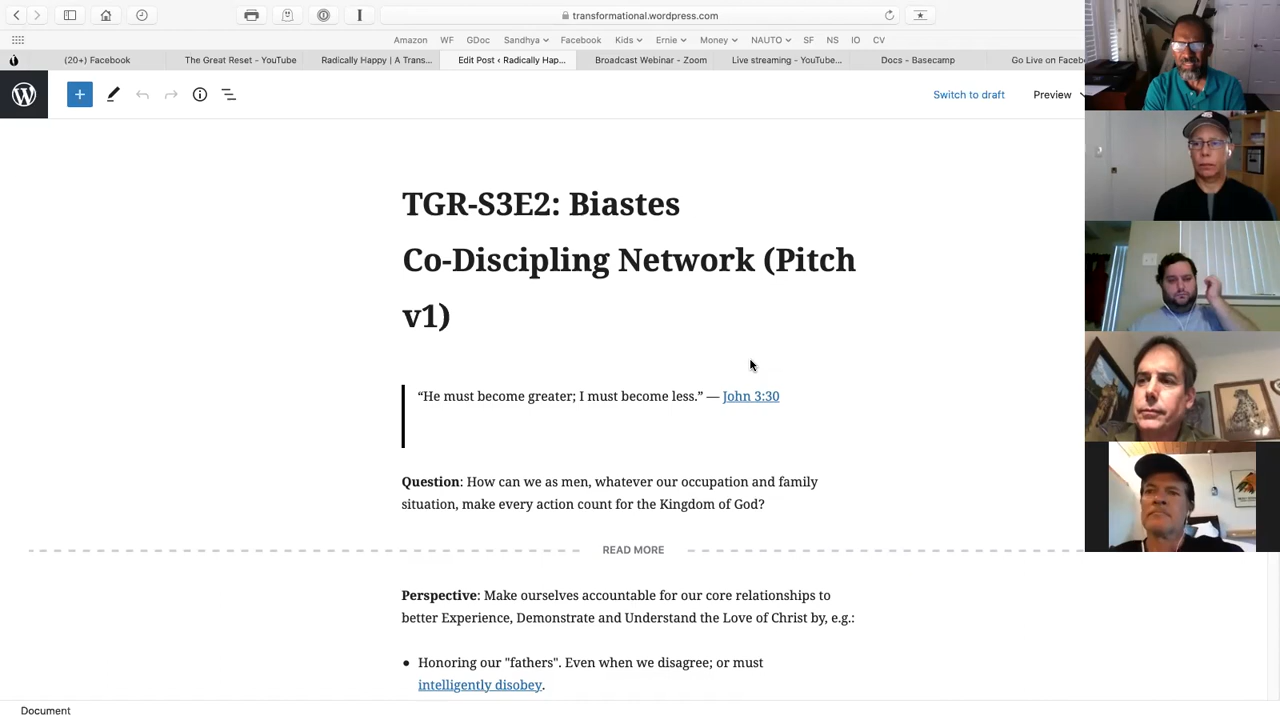 transformational.wordpress.com
Amazon WF GDoc Sandhya Facebook Kids Ernie Money NAUTO SF NS IO CV
(20+) Facebook The Great Reset - YouTube Radically Happy | A Trans... Edit Post ‹ Radically Hap... Broadcast Webinar - Zoom Live streaming - YouTube... Docs - Basecamp Go Live on Facebo
Switch to draft Preview
TGR-S3E2: Biastes
Co-Discipling Network (Pitch
v1)
“He must become greater; I must become less.” — John 3:30
Question: How can we as men, whatever our occupation and family
situation, make every action count for the Kingdom of God?
READ MORE
Perspective: Make ourselves accountable for our core relationships to
better Experience, Demonstrate and Understand the Love of Christ by, e.g.:
● Honoring our "fathers". Even when we disagree; or must
intelligently disobey.
Document